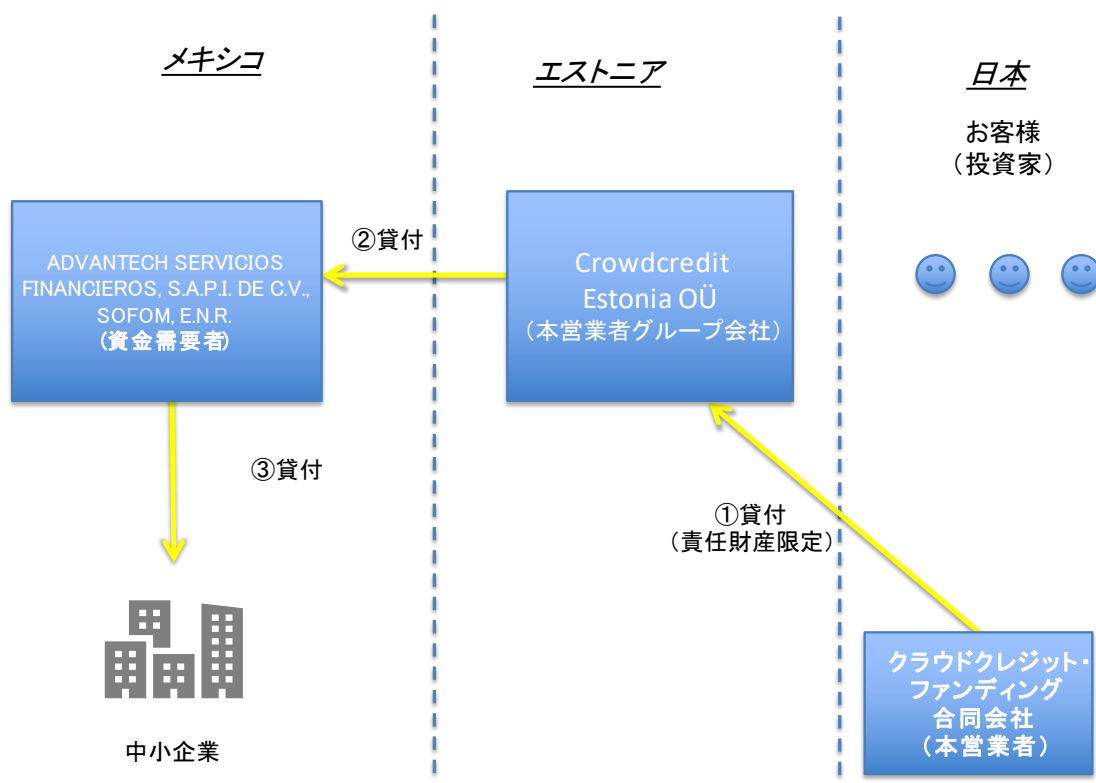 メキシコ
エストニア
日本
お客様
（投資家）
ADVANTECH SERVICIOS
FINANCIEROS, S.A.P.I. DE C.V.,
SOFOM, E.N.R.
(資金需要者)
②貸付
Crowdcredit
Estonia OÜ
（本営業者グループ会社）
③貸付
①貸付
（責任財産限定）
中小企業
クラウドクレジット・
ファンディング
合同会社
（本営業者）